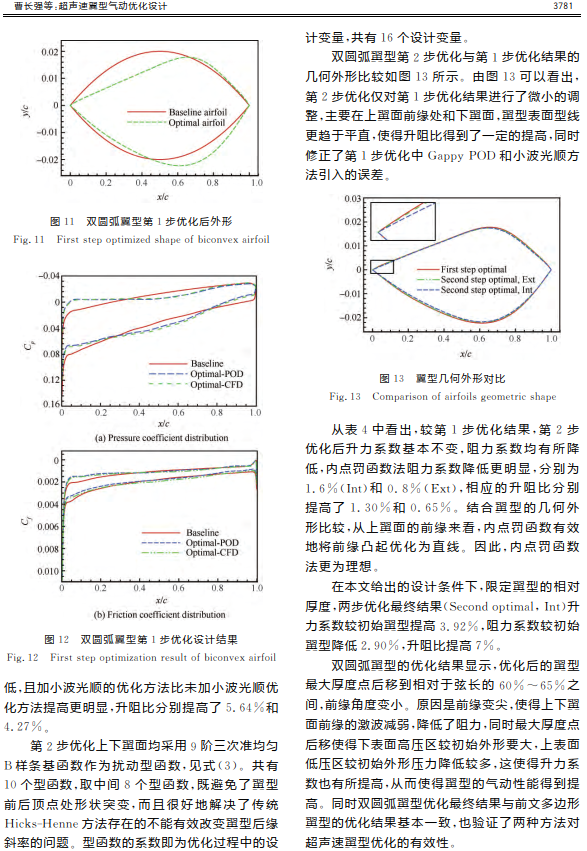 曹长强等:超声速翼型气动优化设计
3781
0.02
0.01
0
−0.01
−0.02
y/c
0
0.2
0.4
0.6
0.8
1.0
x/c
Baseline airfoil
Optimal airfoil
图 11 双圆弧翼型第 1 步优化后外形
Fig. 11 First step optimized shape of biconvex airfoil
−0.04
0
0.04
0.08
0.12
0.16
Cp
Baseline
Optimal-POD
Optimal-CFD
0
0.2
0.4
0.6
0.8
1.0
x/c
(a) Pressure coefficient distribution
0
0.002
0.004
0.006
0.008
0.010
Cf
Baseline
Optimal-POD
Optimal-CFD
0
0.2
0.4
0.6
0.8
1.0
x/c
(b) Friction coefficient distribution
图 12 双圆弧翼型第 1 步优化设计结果
Fig. 12 First step optimization result of biconvex airfoil
低,且加小波光顺的优化方法比未加小波光顺优
化方法提高更明显,升阻比分别提高了 5.64%和
4.27%。
第 2 步优化上下翼面均采用 9 阶三次准均匀
B 样条基函数作为扰动型函数,见式(3)。共有
10 个型函数,取中间 8 个型函数,既避免了翼型
前后顶点处形状突变,而且很好地解决了传统
Hicks-Henne 方法存在的不能有效改变翼型后缘
斜率的问题。型函数的系数即为优化过程中的设
计变量,共有 16 个设计变量。
双圆弧翼型第 2 步优化与第 1 步优化结果的
几何外形比较如图 13 所示。由图 13 可以看出,
第 2 步优化仅对第 1 步优化结果进行了微小的调
整,主要在上翼面前缘处和下翼面,翼型表面型线
更趋于平直,使得升阻比得到了一定的提高,同时
修正了第 1 步优化中 Gappy POD 和小波光顺方
法引入的误差。
0.03
0.02
0.01
0
−0.01
−0.02
y/c
First step optimal
Second step optimal, Ext
Second step optimal, Int
0
0.2
0.4
0.6
0.8
1.0
x/c
图 13 翼型几何外形对比
Fig. 13 Comparison of airfoils geometric shape
从表 4 中看出,较第 1 步优化结果,第 2 步
优化后升力系数基本不变,阻力系数均有所降
低,内点罚函数法阻力系数降低更明显,分别为
1.6%(Int)和 0.8%(Ext),相应的升阻比分别
提高了 1.30%和 0.65%。结合翼型的几何外
形比较,从上翼面的前缘来看,内点罚函数有效
地将前缘凸起优化为直线。因此,内点罚函数
法更为理想。
在本文给出的设计条件下,限定翼型的相对
厚度,两步优化最终结果(Second optimal, Int)升
力系数较初始翼型提高 3.92%,阻力系数较初始
翼型降低 2.90%,升阻比提高 7%。
双圆弧翼型的优化结果显示,优化后的翼型
最大厚度点后移到相对于弦长的 60%～65%之
间,前缘角度变小。原因是前缘变尖,使得上下翼
面前缘的激波减弱,降低了阻力,同时最大厚度点
后移使得下表面高压区较初始外形要大,上表面
低压区较初始外形压力降低较多,这使得升力系
数也有所提高,从而使得翼型的气动性能得到提
高。同时双圆弧翼型优化最终结果与前文多边形
翼型的优化结果基本一致,也验证了两种方法对
超声速翼型优化的有效性。